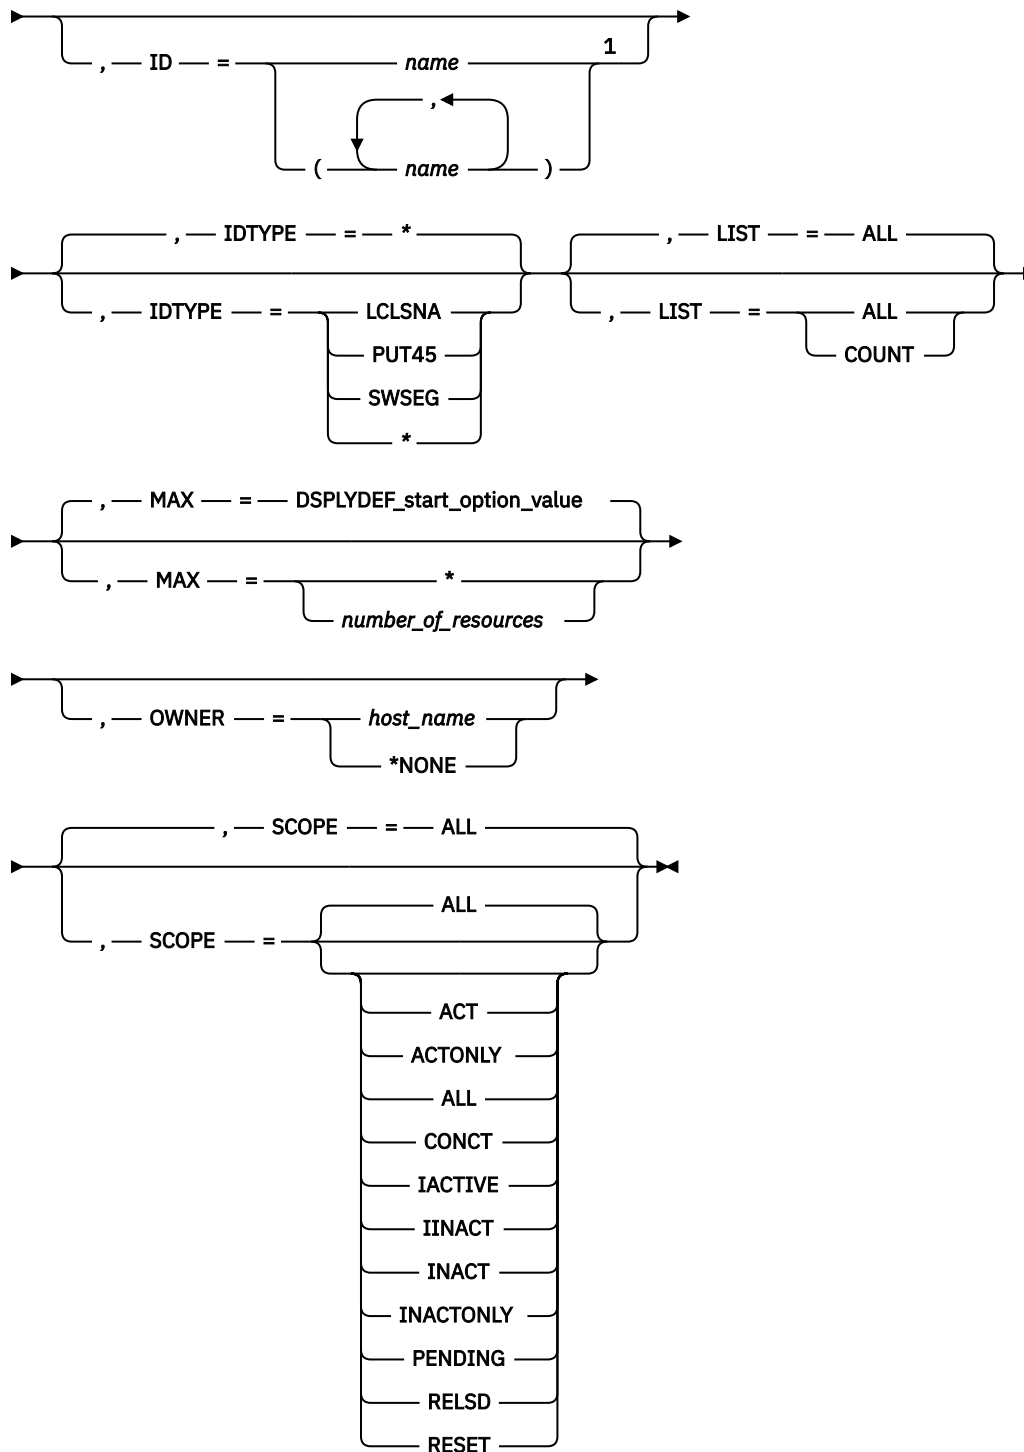 1
, ID = name
,
( name )
, IDTYPE = * , LIST = ALL
, IDTYPE = LCLSNA , LIST = ALL
PUT45 COUNT
SWSEG
*
, MAX = DSPLYDEF_start_option_value
, MAX = *
number_of_resources
, OWNER = host_name
*NONE
, SCOPE = ALL
ALL
, SCOPE =
ACT
ACTONLY
ALL
CONCT
IACTIVE
IINACT
INACT
INACTONLY
PENDING
RELSD
RESET